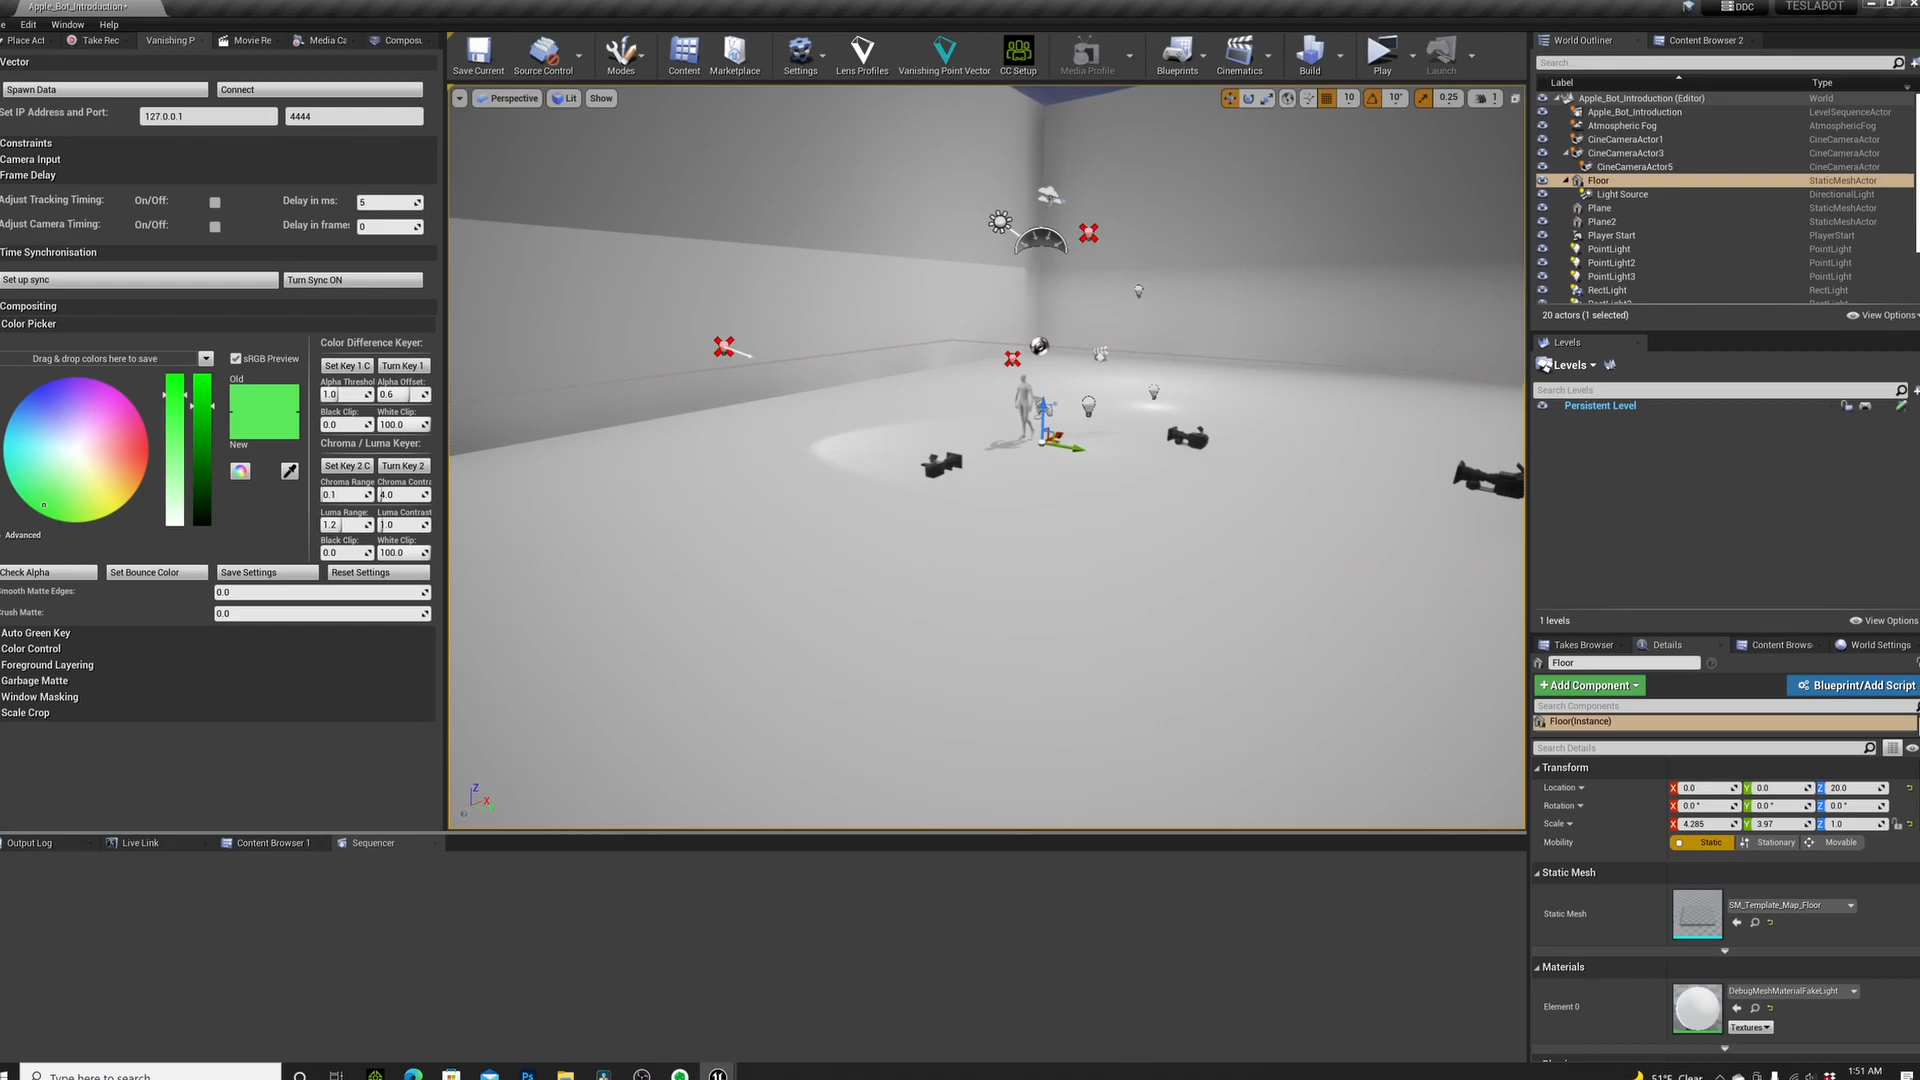 Apple_Bot_Introduction*
DDC
TESLABOT
Edit Window Help
Place Act
Take Rec
Vanishing P
Movie Re
Media Ca
Compos
Vector
Spawn Data
Connect
Set IP Address and Port:
127.0.0.1
4444
Constraints
Camera Input
Frame Delay
Adjust Tracking Timing:
On/Off:
Delay in ms:
5
Adjust Camera Timing:
On/Off:
Delay in frames
0
Time Synchronisation
Set up sync
Turn Sync ON
Compositing
Color Picker
Drag & drop colors here to save
sRGB Preview
Old
New
Advanced
Color Difference Keyer:
Set Key 1 C
Turn Key 1
Alpha Threshol
Alpha Offset:
1.0
0.6
Black Clip:
White Clip:
0.0
100.0
Chroma / Luma Keyer:
Set Key 2 C
Turn Key 2
Chroma Range
Chroma Contra
0.1
4.0
Luma Range:
Luma Contrast
1.2
1.0
Black Clip:
White Clip:
0.0
100.0
Check Alpha
Set Bounce Color
Save Settings
Reset Settings
Smooth Matte Edges:
0.0
Crush Matte:
0.0
Auto Green Key
Color Control
Foreground Layering
Garbage Matte
Window Masking
Scale Crop
Save Current
Source Control
Modes
Content
Marketplace
Settings
Lens Profiles
Vanishing Point Vector
CC Setup
Media Profile
Blueprints
Cinematics
Build
Play
Launch
Perspective
Lit
Show
10
10°
0.25
1
Z
X
Output Log
Live Link
Content Browser 1
Sequencer
World Outliner
Content Browser 2
Search...
Label
Type
Apple_Bot_Introduction (Editor) World
Apple_Bot_Introduction LevelSequenceActor
Atmospheric Fog AtmosphericFog
CineCameraActor1 CineCameraActor
CineCameraActor3 CineCameraActor
CineCameraActor5 CineCameraActor
Floor StaticMeshActor
Light Source DirectionalLight
Plane StaticMeshActor
Plane2 StaticMeshActor
Player Start PlayerStart
PointLight PointLight
PointLight2 PointLight
PointLight3 PointLight
RectLight RectLight
20 actors (1 selected)
View Options
Levels
Levels
Search Levels
Persistent Level
1 levels
View Options
Takes Browser
Details
Content Brows
World Settings
Floor
+Add Component
Blueprint/Add Script
Search Components
Floor(Instance)
Search Details
Transform
Location
X 0.0
Y 0.0
Z 20.0
Rotation
X 0.0°
Y 0.0°
Z 0.0°
Scale
X 4.285
Y 3.97
Z 1.0
Mobility
Static
Stationary
Movable
Static Mesh
Static Mesh
SM_Template_Map_Floor
Materials
Element 0
DebugMeshMaterialFakeLight
Textures
Type here to search
Ps
51°F Clear
1:51 AM